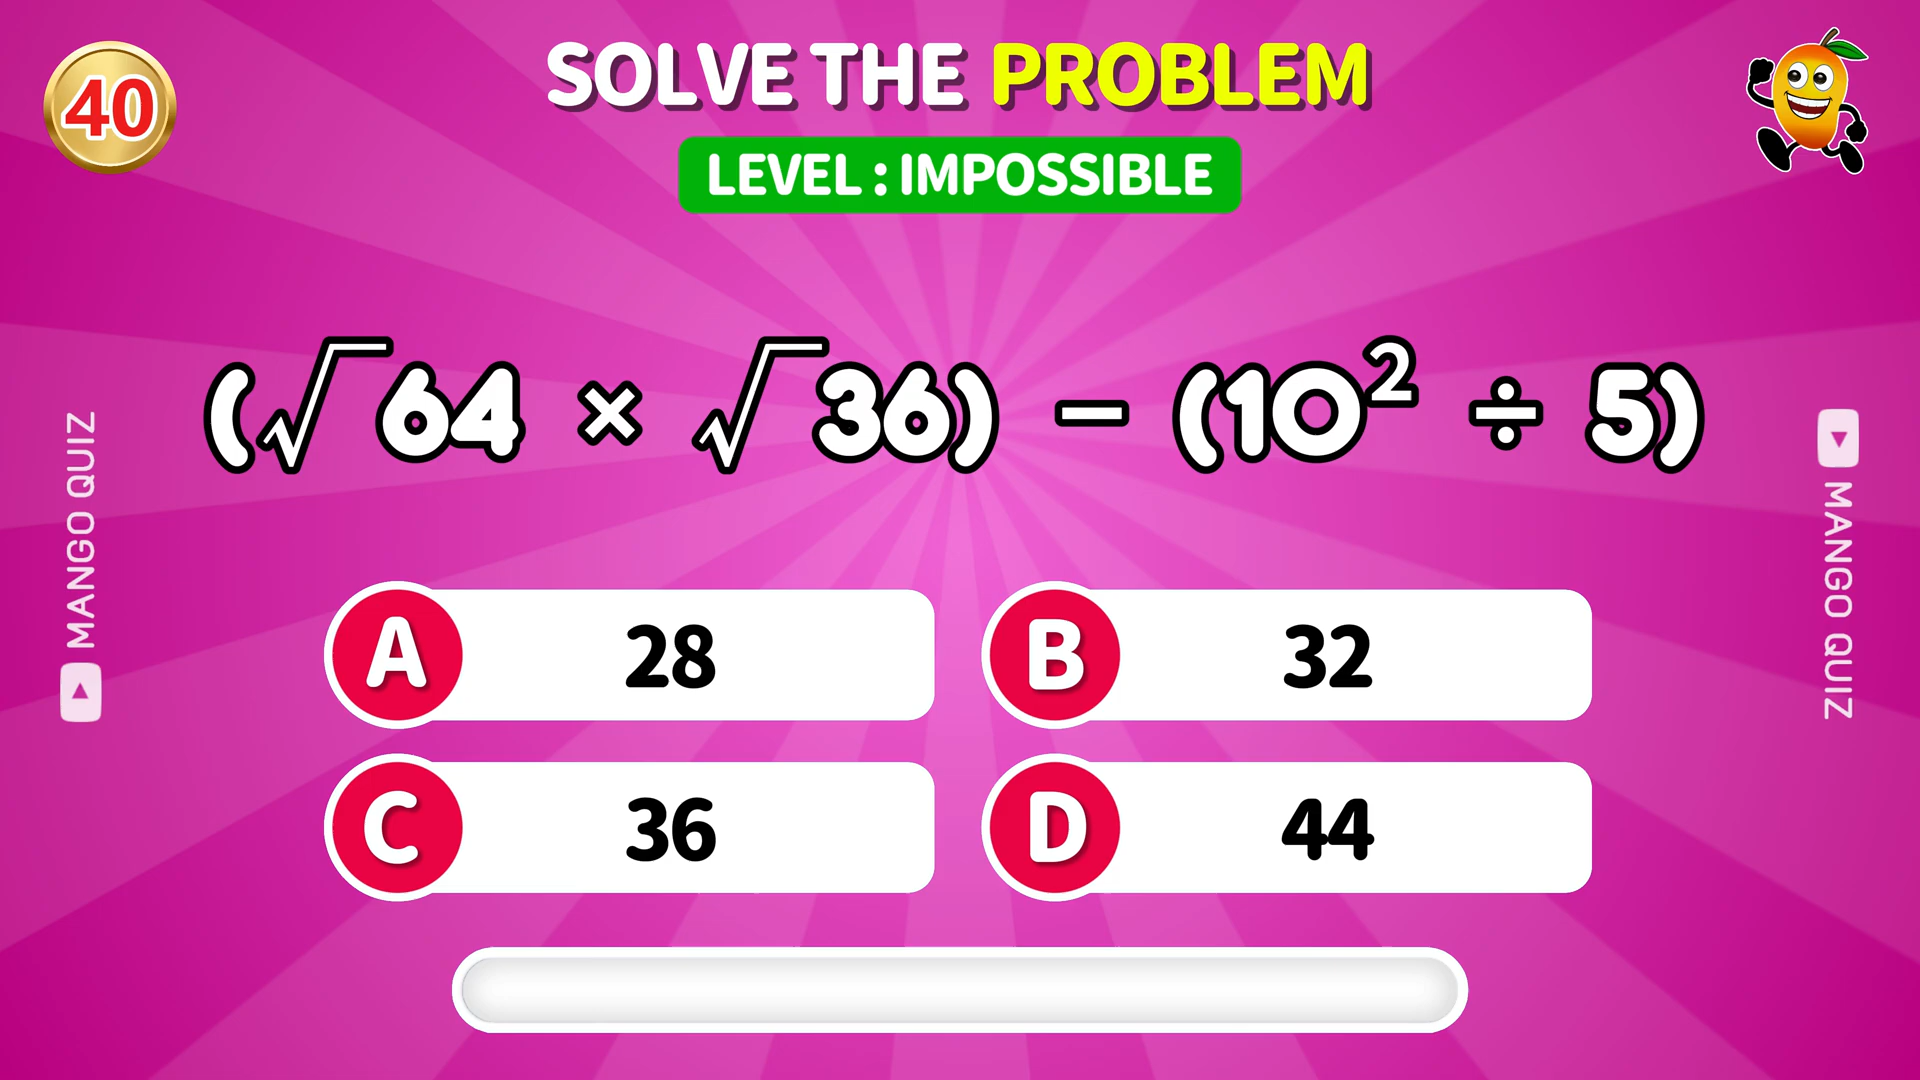 40
SOLVE THE PROBLEM
LEVEL : IMPOSSIBLE
(√64 × √36) − (10² ÷ 5)
MANGO QUIZ
MANGO QUIZ
A 28
B 32
C 36
D 44